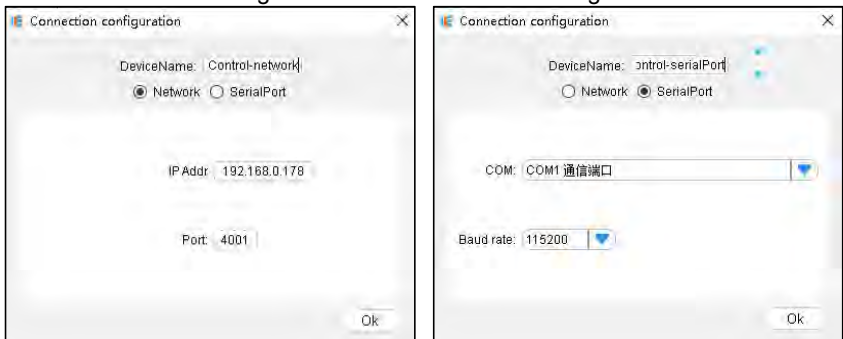 Connection configuration
DeviceName: Control-network
Network SerialPort
IP Addr 192.168.0.178
Port: 4001
Ok
Connection configuration
DeviceName: ontrol-serialPort
Network SerialPort
COM: COM1 通信端口
Baud rate: 115200
Ok